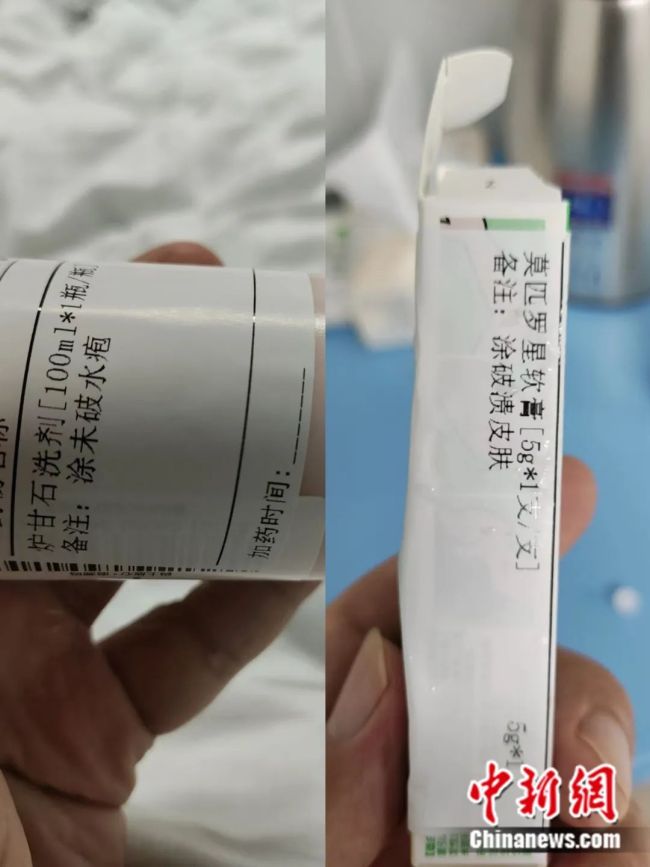 炉甘石洗剂[100ml*1瓶/瓶]
备注：涂未破水疱
加药时间：
莫匹罗星软膏[5g*1支/支]
备注：涂破溃皮肤
5g*1
中新网
Chinanews.com